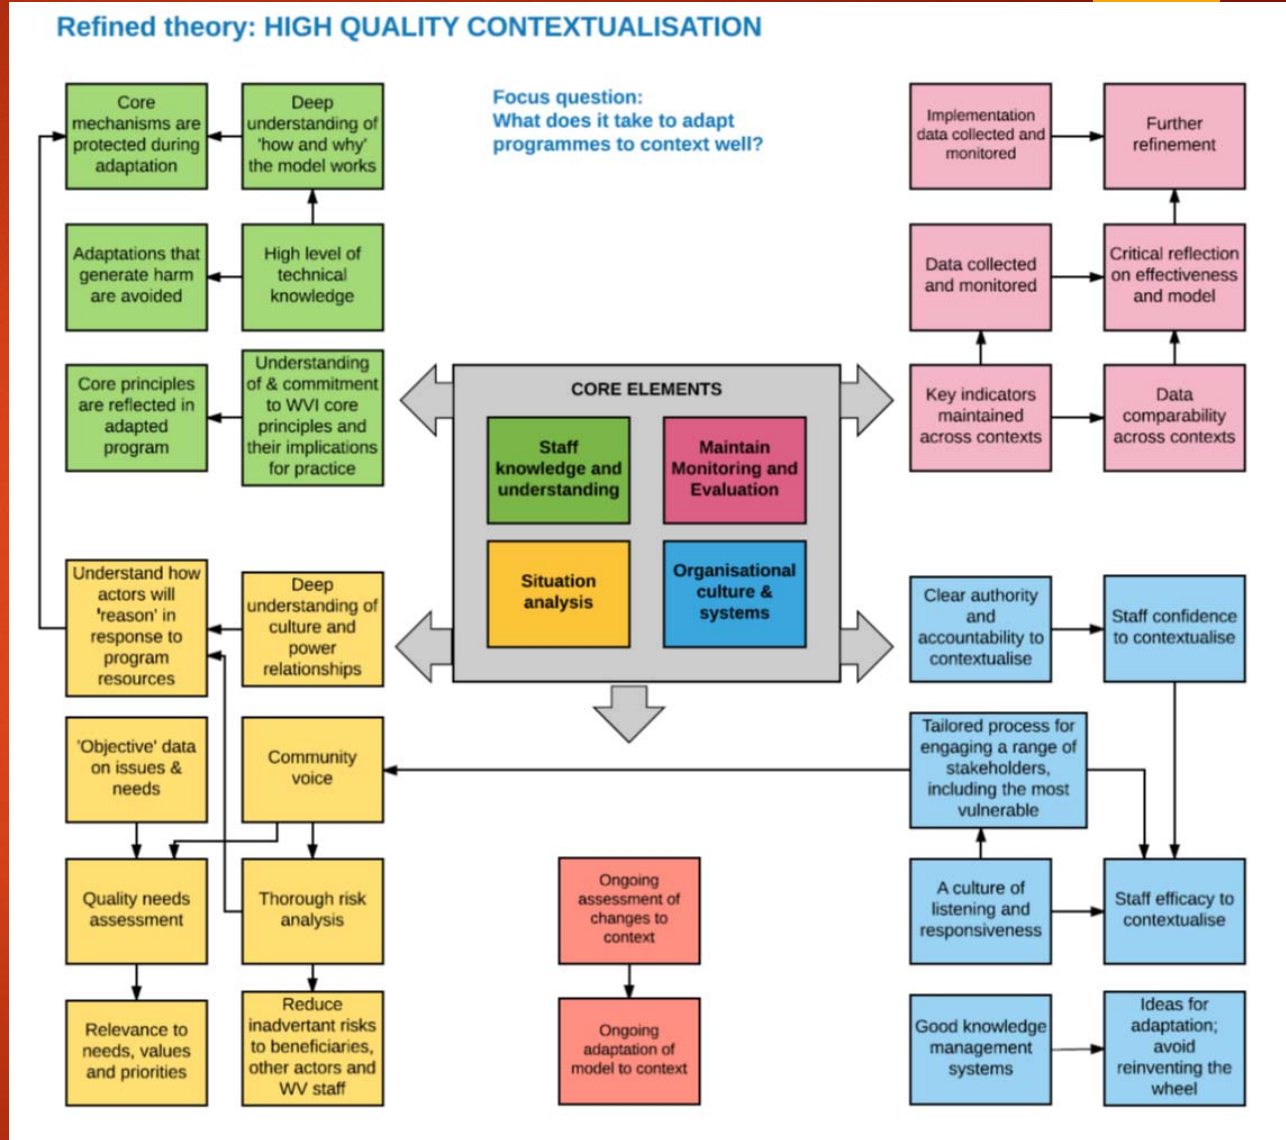 Refined theory: HIGH QUALITY CONTEXTUALISATION
Focus question:
What does it take to adapt
programmes to context well?
Core
mechanisms are
protected during
adaptation
Deep
understanding of
'how and why'
the model works
Adaptations that
generate harm
are avoided
High level of
technical
knowledge
Core principles
are reflected in
adapted
program
Understanding
of & commitment
to WVI core
principles and
their implications
for practice
Implementation
data collected and
monitored
Further
refinement
Data collected
and monitored
Critical reflection
on effectiveness
and model
Key indicators
maintained
across contexts
Data
comparability
across contexts
CORE ELEMENTS
Staff
knowledge and
understanding
Maintain
Monitoring and
Evaluation
Situation
analysis
Organisational
culture &
systems
Understand how
actors will
'reason' in
response to
program
resources
Deep
understanding of
culture and
power
relationships
'Objective' data
on issues &
needs
Community
voice
Quality needs
assessment
Thorough risk
analysis
Relevance to
needs, values
and priorities
Reduce
inadvertant risks
to beneficiaries,
other actors and
WV staff
Ongoing
assessment of
changes to
context
Ongoing
adaptation of
model to context
Clear authority
and
accountability to
contextualise
Staff confidence
to contextualise
Tailored process for
engaging a range of
stakeholders,
including the most
vulnerable
A culture of
listening and
responsiveness
Staff efficacy to
contextualise
Good knowledge
management
systems
Ideas for
adaptation;
avoid
reinventing the
wheel